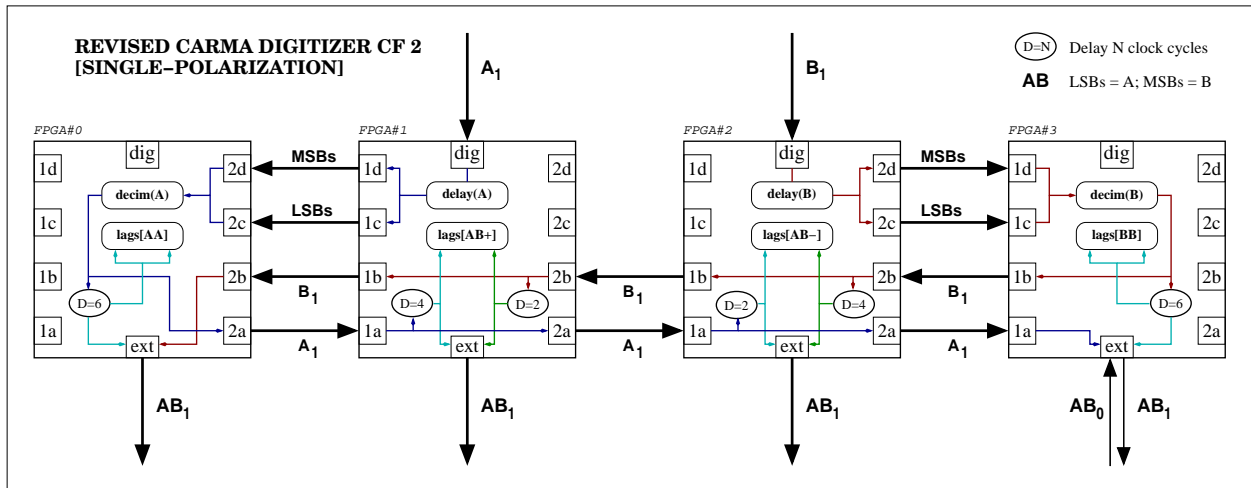 REVISED CARMA DIGITIZER CF 2
[SINGLE−POLARIZATION]
A1
B1
D=N Delay N clock cycles
AB LSBs = A; MSBs = B
FPGA#0
1d
dig
2d
decim(A)
1c
2c
lags[AA]
1b
2b
D=6
1a
2a
ext
AB1
MSBs
LSBs
B1
A1
FPGA#1
1d
dig
2d
delay(A)
1c
2c
lags[AB+]
1b
2b
D=4
D=2
1a
2a
ext
AB1
B1
A1
FPGA#2
1d
dig
2d
delay(B)
1c
2c
lags[AB−]
1b
2b
D=2
D=4
1a
2a
ext
AB1
MSBs
LSBs
B1
A1
FPGA#3
1d
dig
2d
decim(B)
1c
2c
lags[BB]
1b
2b
D=6
1a
2a
ext
AB0
AB1